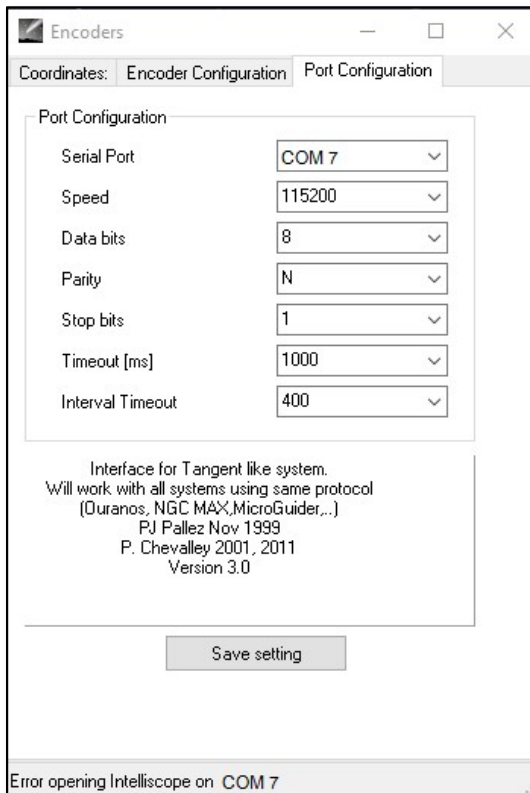 Encoders
Coordinates: Encoder Configuration Port Configuration
Port Configuration
Serial Port COM 7
Speed 115200
Data bits 8
Parity N
Stop bits 1
Timeout [ms] 1000
Interval Timeout 400
Interface for Tangent like system.
Will work with all systems using same protocol
(Ouranos, NGC MAX,MicroGuider,..)
PJ Pallez Nov 1999
P. Chevalley 2001, 2011
Version 3.0
Save setting
Error opening Intelliscope on COM 7